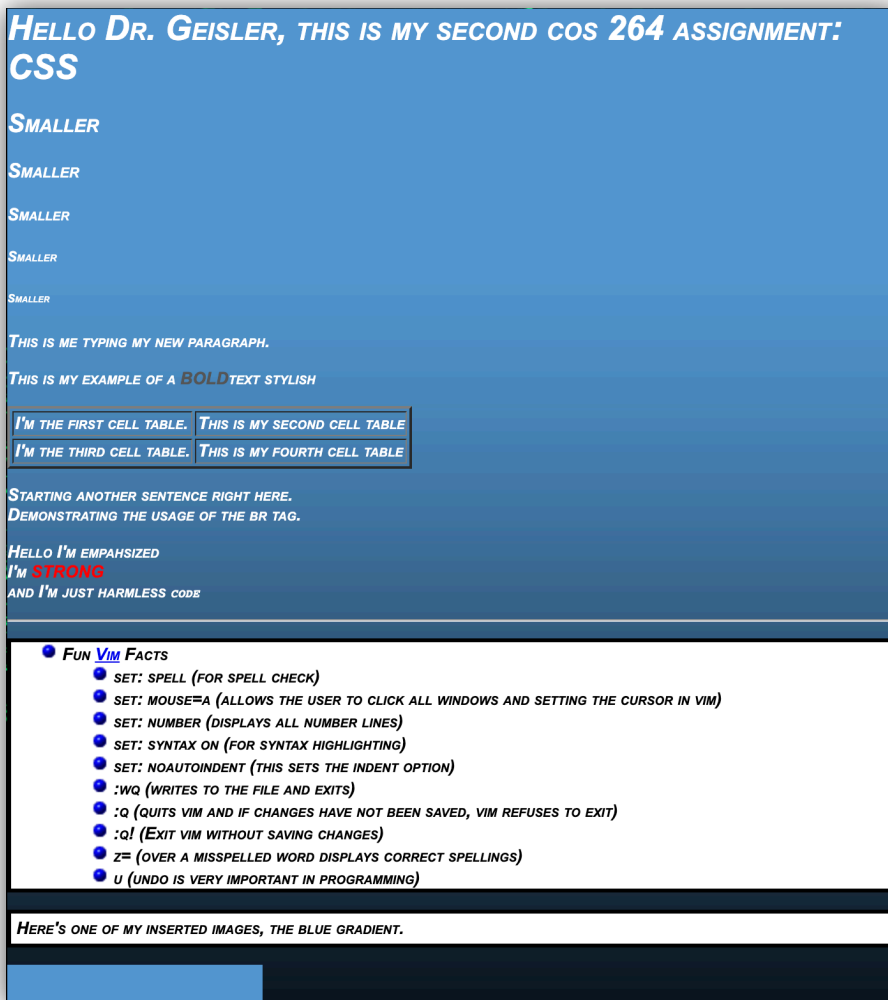 Hello Dr. Geisler, this is my second cos 264 assignment:
CSS
Smaller
Smaller
Smaller
Smaller
Smaller
This is me typing my new paragraph.
This is my example of a BOLDtext stylish
I'm the first cell table. This is my second cell table
I'm the third cell table. This is my fourth cell table
Starting another sentence right here.
Demonstrating the usage of the br tag.
Hello I'm empahsized
I'm STRONG
and I'm just harmless code
Fun Vim Facts
set: spell (for spell check)
set: mouse=a (allows the user to click all windows and setting the cursor in vim)
set: number (displays all number lines)
set: syntax on (for syntax highlighting)
set: noautoindent (this sets the indent option)
:wq (writes to the file and exits)
:q (quits vim and if changes have not been saved, vim refuses to exit)
:q! (Exit vim without saving changes)
z= (over a misspelled word displays correct spellings)
u (undo is very important in programming)
Here's one of my inserted images, the blue gradient.